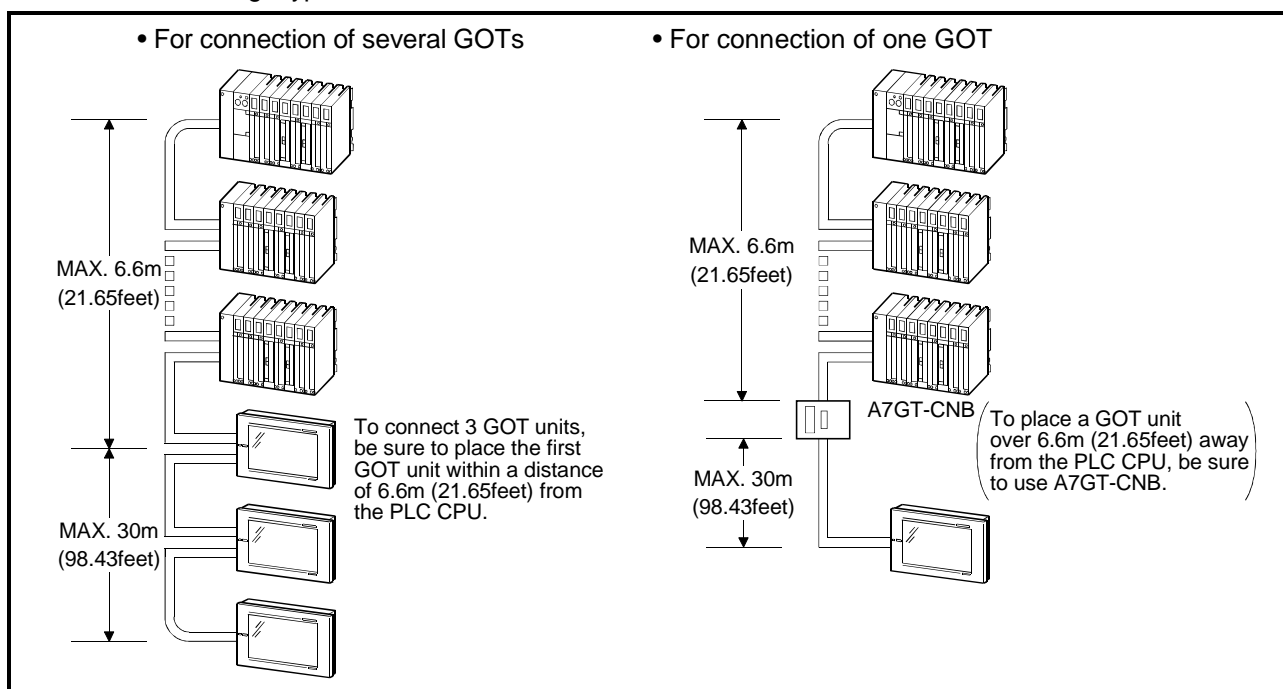 • For connection of several GOTs
MAX. 6.6m
(21.65feet)
To connect 3 GOT units,
be sure to place the first
GOT unit within a distance
of 6.6m (21.65feet) from
the PLC CPU.
MAX. 30m
(98.43feet)
• For connection of one GOT
MAX. 6.6m
(21.65feet)
A7GT-CNB
(To place a GOT unit
over 6.6m (21.65feet) away
from the PLC CPU, be sure
to use A7GT-CNB.)
MAX. 30m
(98.43feet)